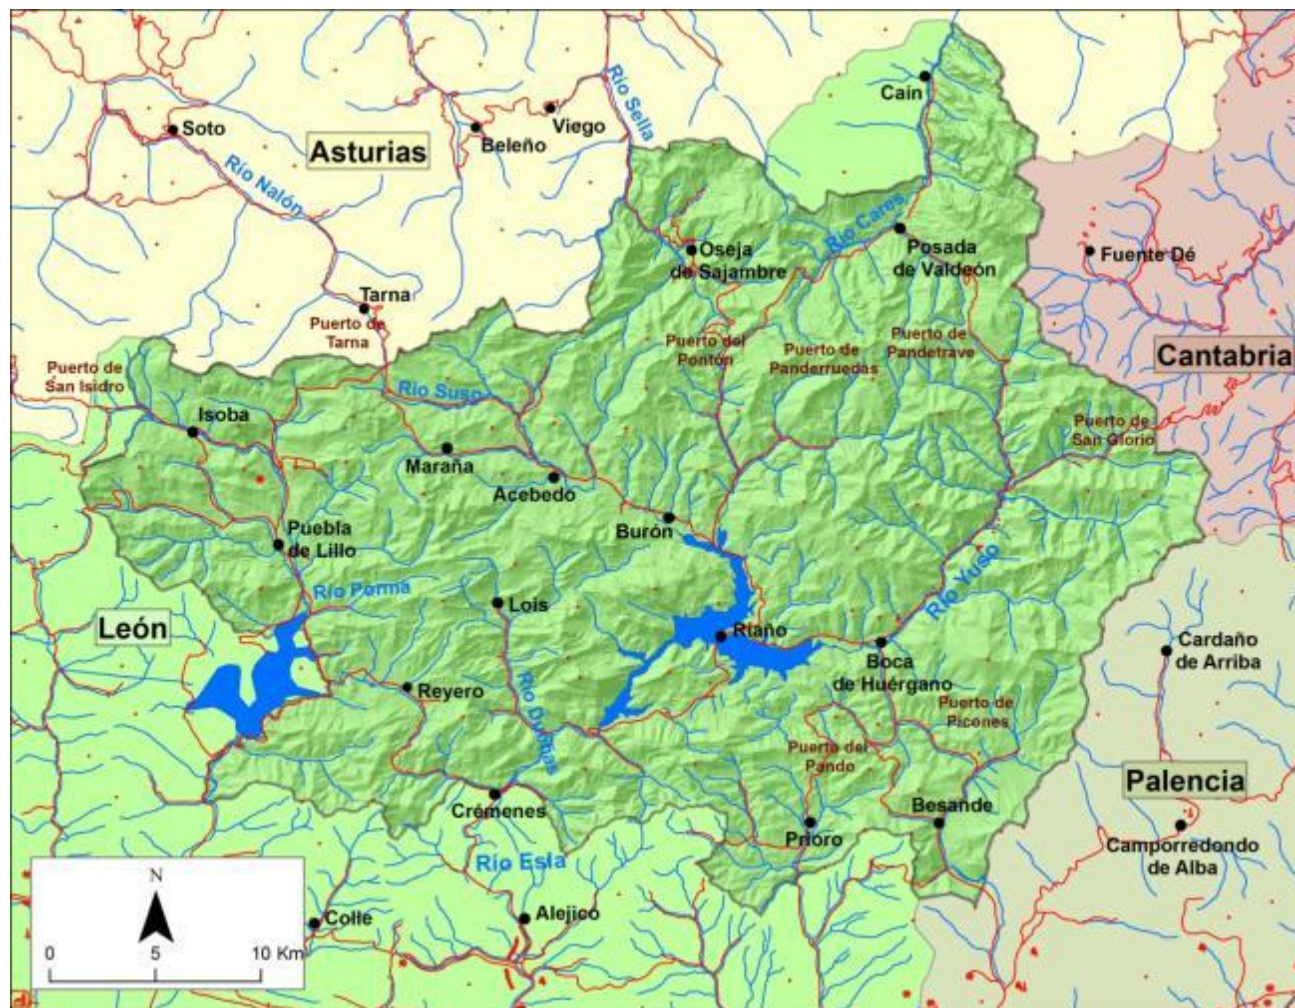 Caín
Río Sella
Viego
Beleño
Soto
Asturias
Río Nalón
Río Cares
Posada
de Valdeón
Oseja
de Sajambre
Fuente Dé
Tarna
Puerto de
Tarna
Puerto del
Pontón
Puerto de
Panderruedas
Puerto de
Pandetrave
Cantabria
Puerto de
San Isidro
Río Suso
Isoba
Puerto de
San Glorio
Maraña
Acebedo
Burón
Puebla
de Lillo
Río Porma
Río Yuso
Lois
León
Riaño
Boca
de Huérgano
Cardaño
de Arriba
Reyero
Río Dueñas
Puerto de
Picones
Puerto del
Pando
Palencia
Crémenes
Besande
Prioro
Camporredondo
de Alba
Río Esla
Colle
Alejico
N
0 5 10 Km